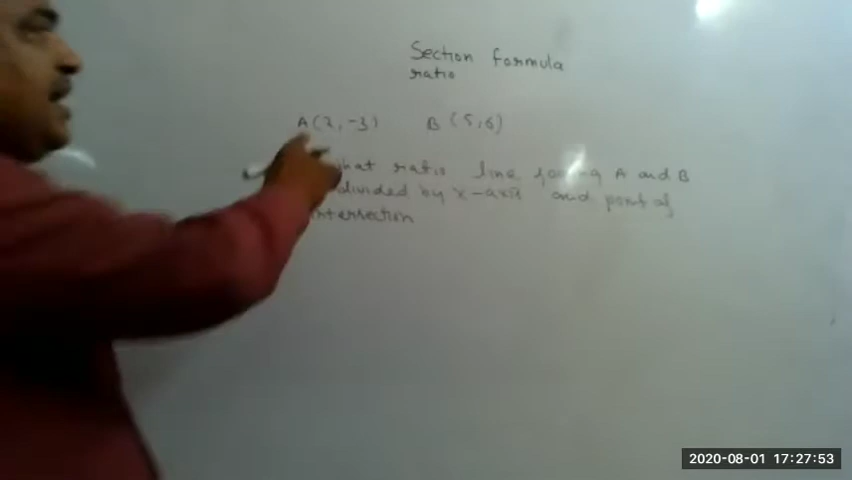 Section formula
ratio
A(2,-3) B(5,6)
what ratio line joining A and B
divided by x-axis and point of
intersection
2020-08-01 17:27:53